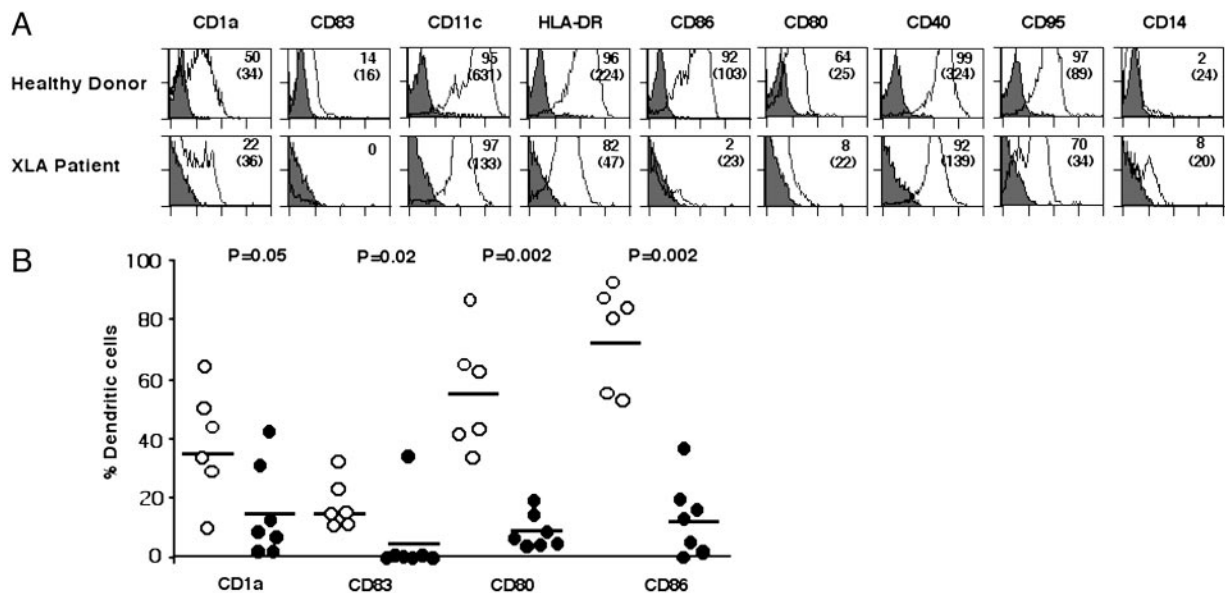 A CD1a CD83 CD11c HLA-DR CD86 CD80 CD40 CD95 CD14
Healthy Donor 50 14 95 96 92 64 99 97 2
(34) (16) (631) (224) (103) (25) (324) (89) (24)
XLA Patient 22 0 97 82 2 8 92 70 8
(36) (133) (47) (23) (22) (139) (34) (20)
B P=0.05 P=0.02 P=0.002 P=0.002
% Dendritic cells
100
80
60
40
20
0
CD1a CD83 CD80 CD86